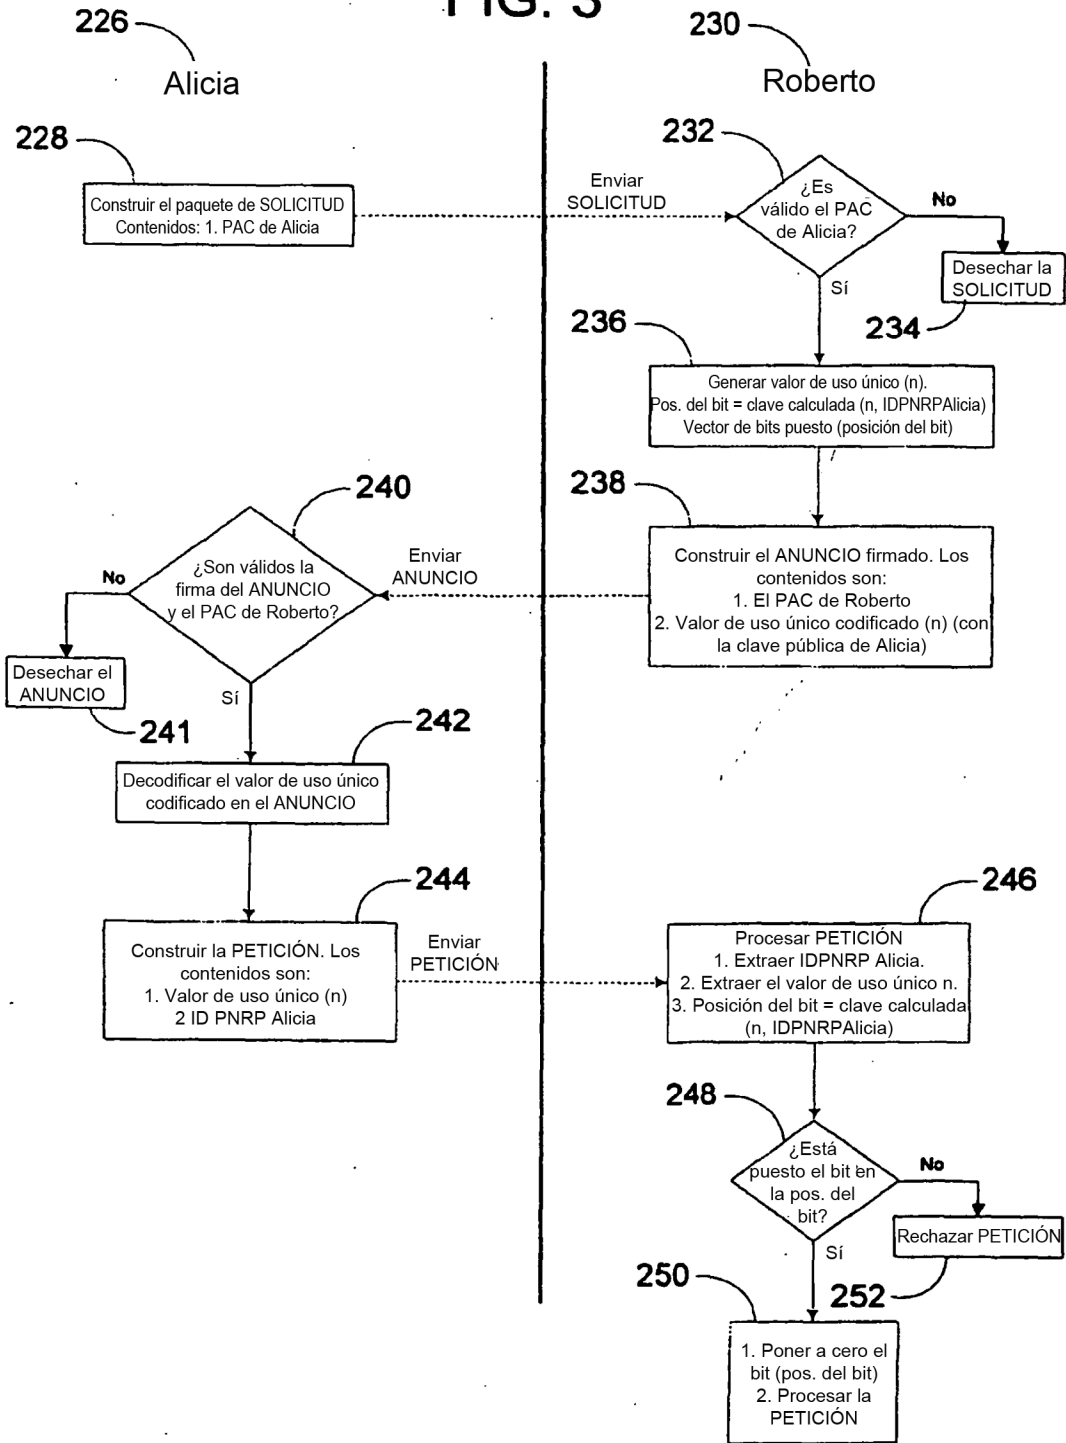 FIG. 3
226
Alicia
230
Roberto
228
Construir el paquete de SOLICITUD
Contenidos: 1. PAC de Alicia
Enviar
SOLICITUD
232
¿Es
válido el PAC
de Alicia?
No
Desechar la
SOLICITUD
234
Sí
236
Generar valor de uso único (n).
Pos. del bit = clave calculada (n, IDPNRPAlicia)
Vector de bits puesto (posición del bit)
238
Construir el ANUNCIO firmado. Los
contenidos son:
1. El PAC de Roberto
2. Valor de uso único codificado (n) (con
la clave pública de Alicia)
Enviar
ANUNCIO
240
¿Son válidos la
firma del ANUNCIO
y el PAC de Roberto?
No
Desechar el
ANUNCIO
241
Sí
242
Decodificar el valor de uso único
codificado en el ANUNCIO
244
Construir la PETICIÓN. Los
contenidos son:
1. Valor de uso único (n)
2 ID PNRP Alicia
Enviar
PETICIÓN
246
Procesar PETICIÓN
1. Extraer IDPNRP Alicia.
2. Extraer el valor de uso único n.
3. Posición del bit = clave calculada
(n, IDPNRPAlicia)
248
¿Está
puesto el bit en
la pos. del
bit?
No
Rechazar PETICIÓN
252
Sí
250
1. Poner a cero el
bit (pos. del bit)
2. Procesar la
PETICIÓN